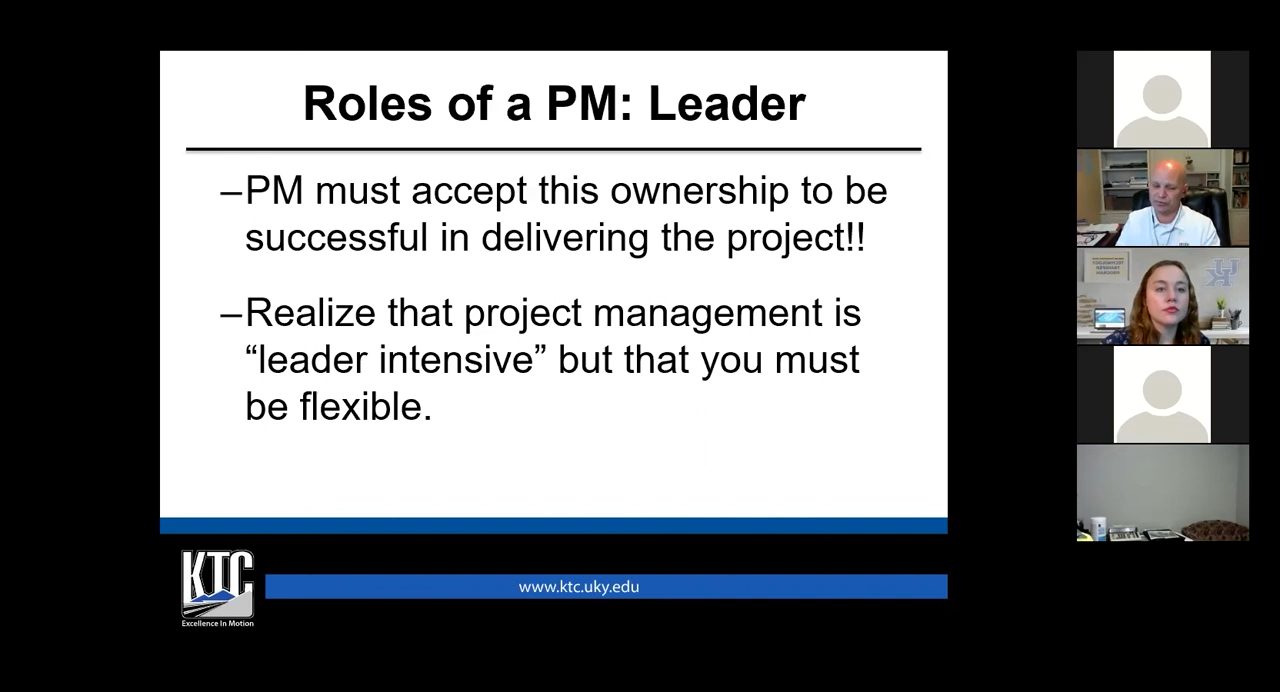 Roles of a PM: Leader
–PM must accept this ownership to be
successful in delivering the project!!
–Realize that project management is
“leader intensive” but that you must
be flexible.
KTC
Excellence In Motion
www.ktc.uky.edu
UK